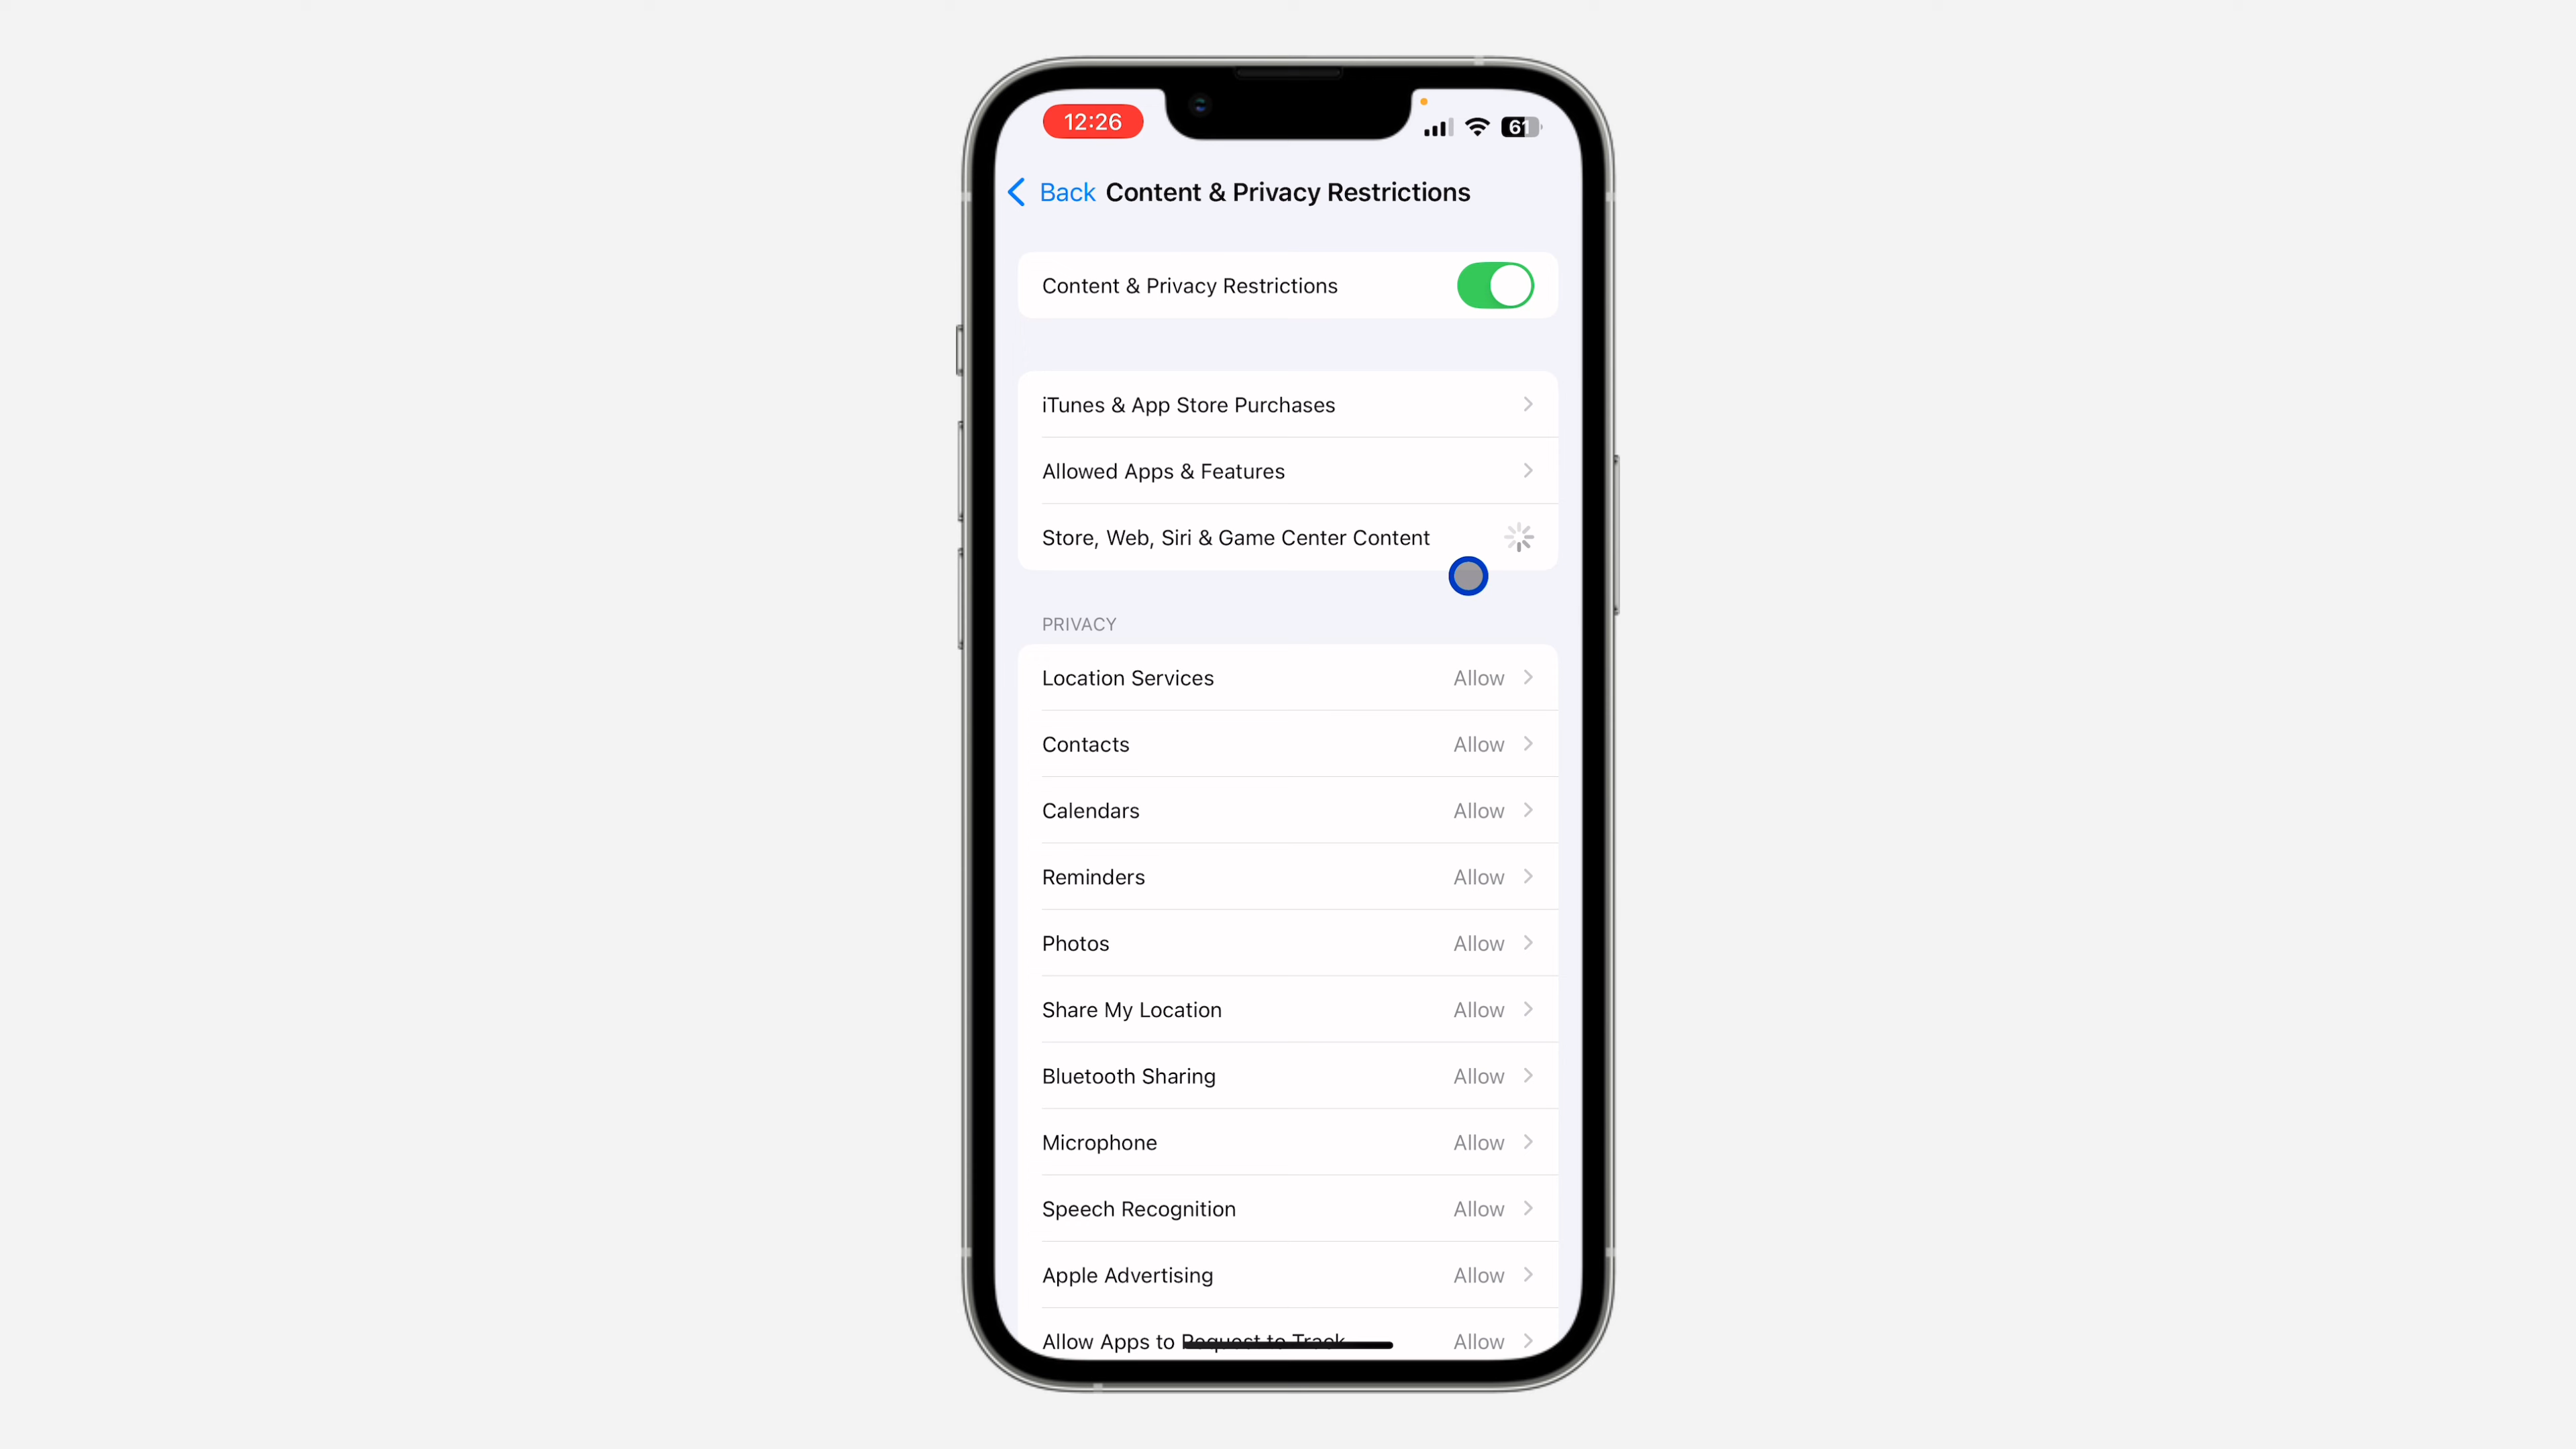 12:26
61
Back Content & Privacy Restrictions
Content & Privacy Restrictions
iTunes & App Store Purchases
Allowed Apps & Features
Store, Web, Siri & Game Center Content
PRIVACY
Location Services Allow
Contacts Allow
Calendars Allow
Reminders Allow
Photos Allow
Share My Location Allow
Bluetooth Sharing Allow
Microphone Allow
Speech Recognition Allow
Apple Advertising Allow
Allow Apps to Request to Track Allow